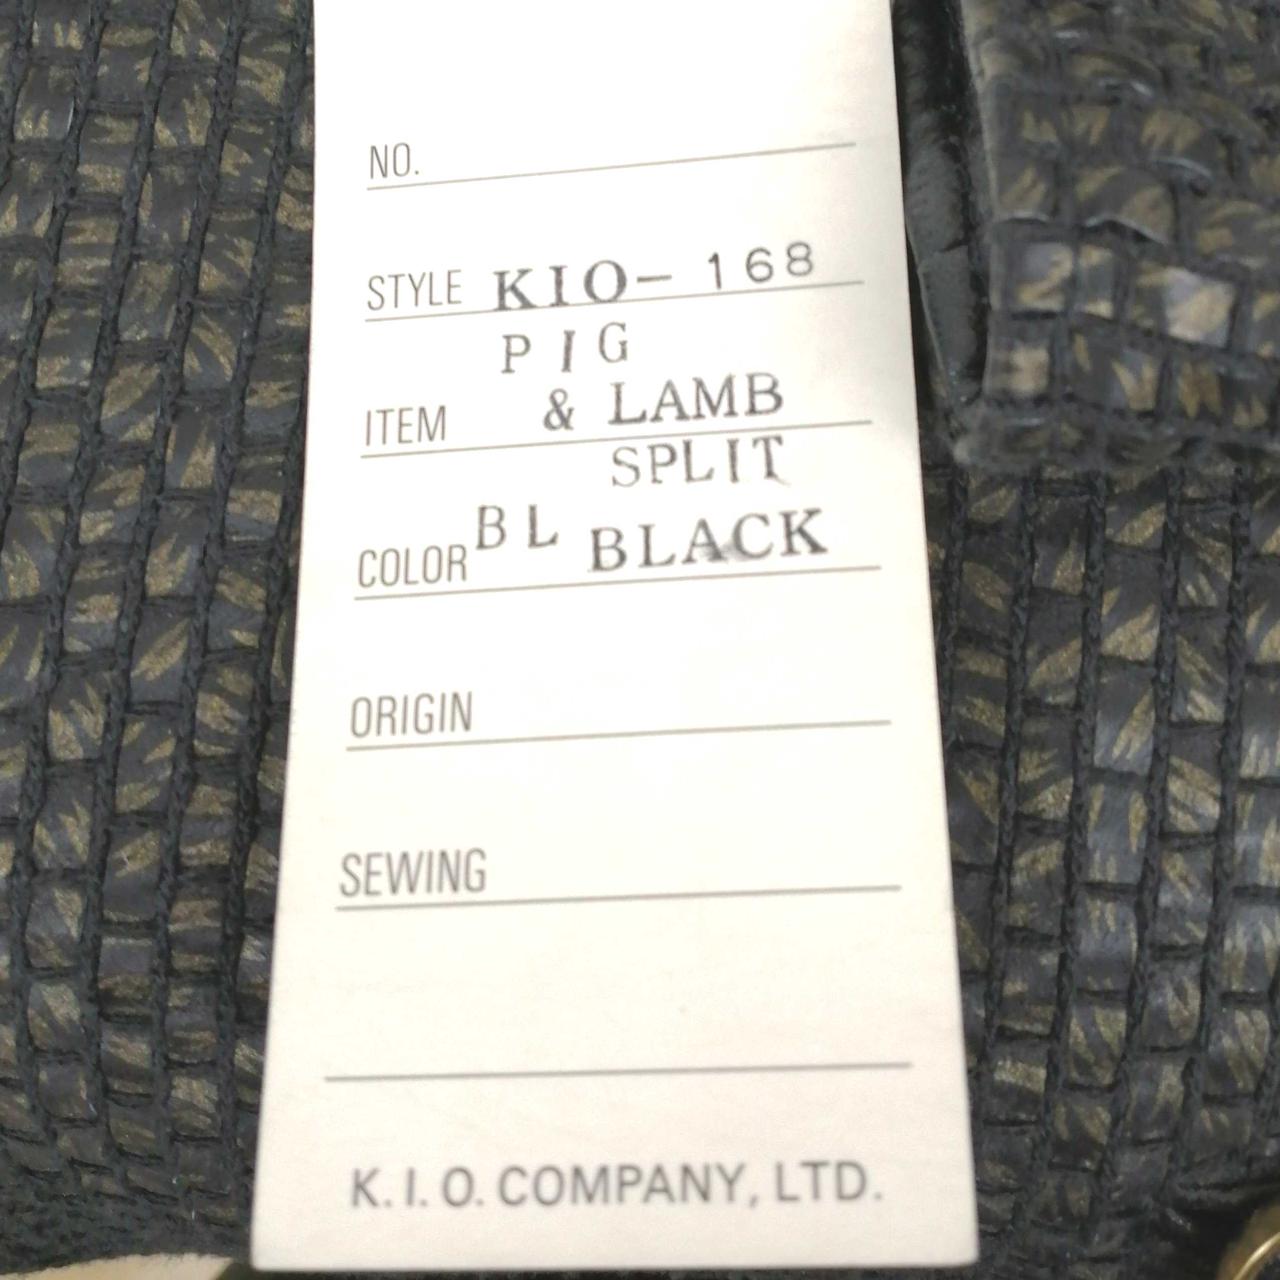 NO.
STYLE KIO- 168
PIG
ITEM & LAMB
SPLIT
COLOR BL BLACK
ORIGIN
SEWING
K.I.O. COMPANY, LTD.